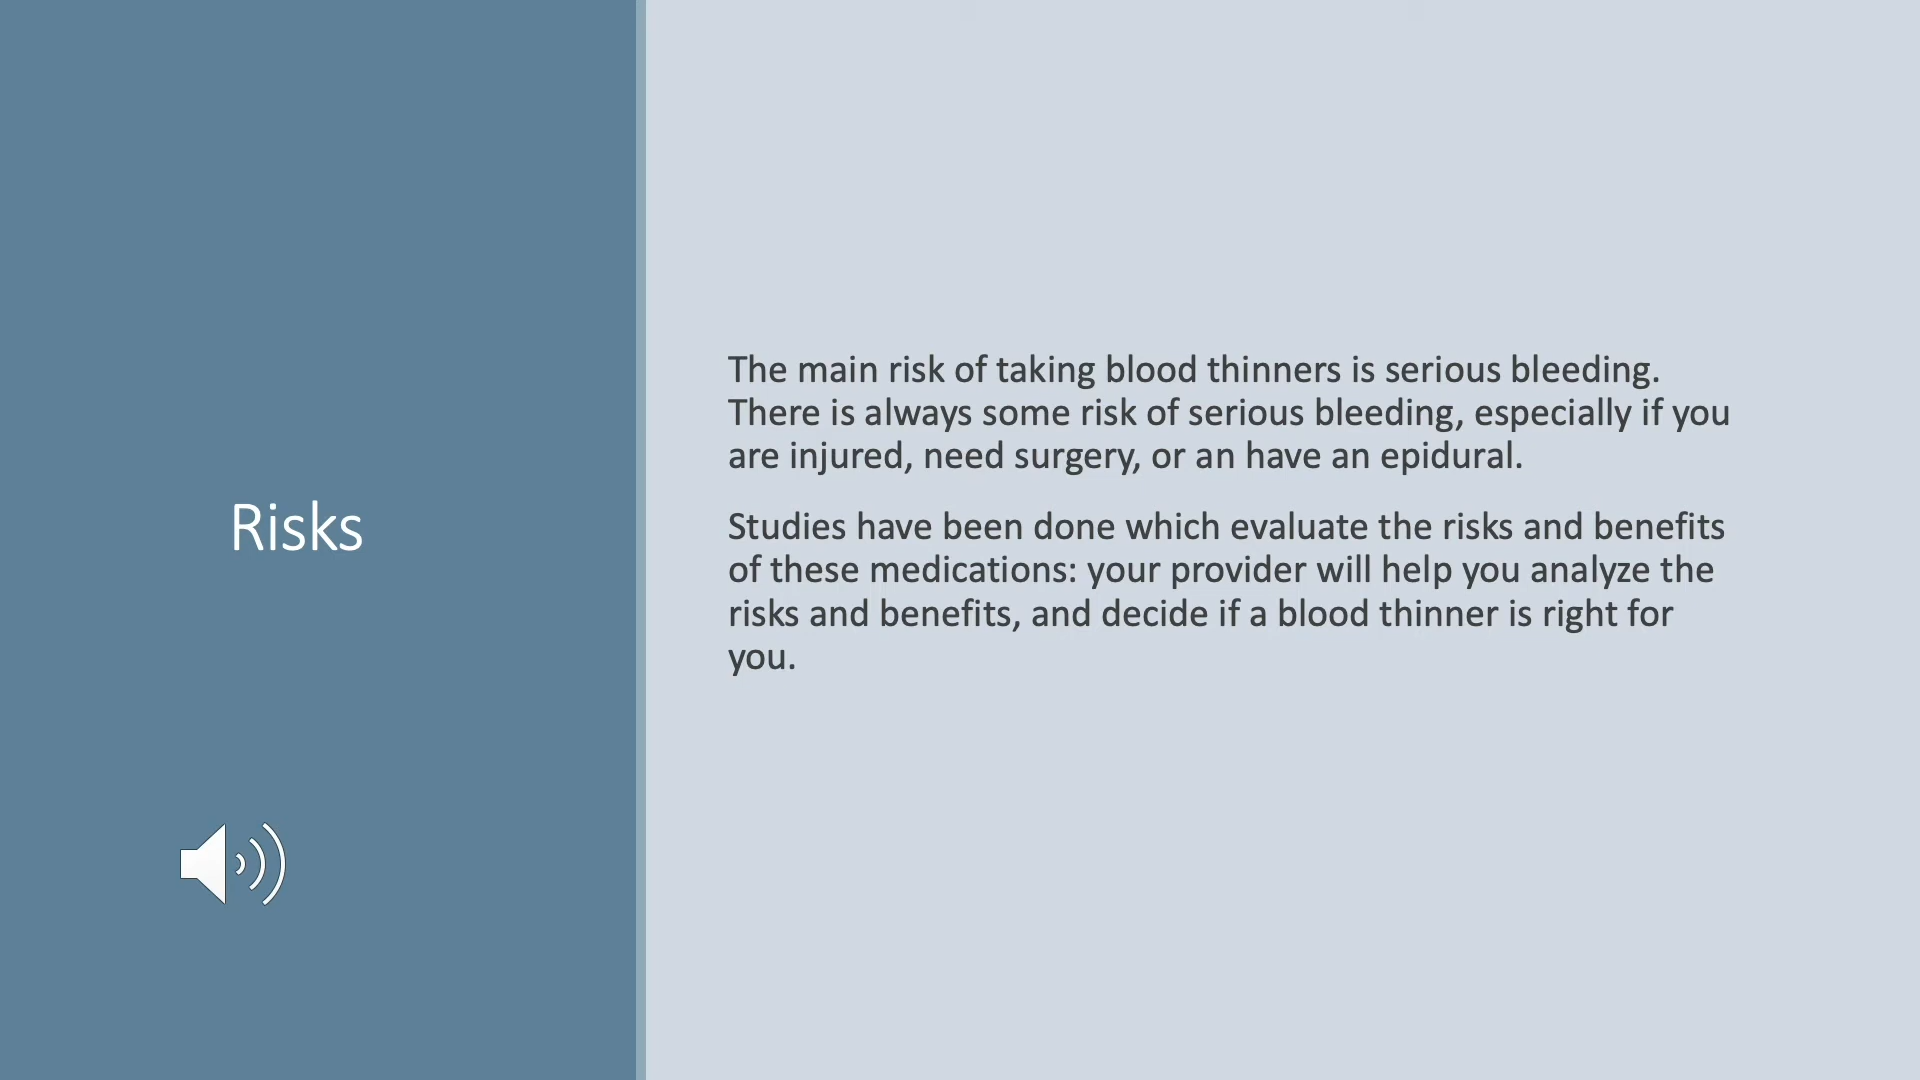 Risks
The main risk of taking blood thinners is serious bleeding.
There is always some risk of serious bleeding, especially if you
are injured, need surgery, or an have an epidural.
Studies have been done which evaluate the risks and benefits
of these medications: your provider will help you analyze the
risks and benefits, and decide if a blood thinner is right for
you.